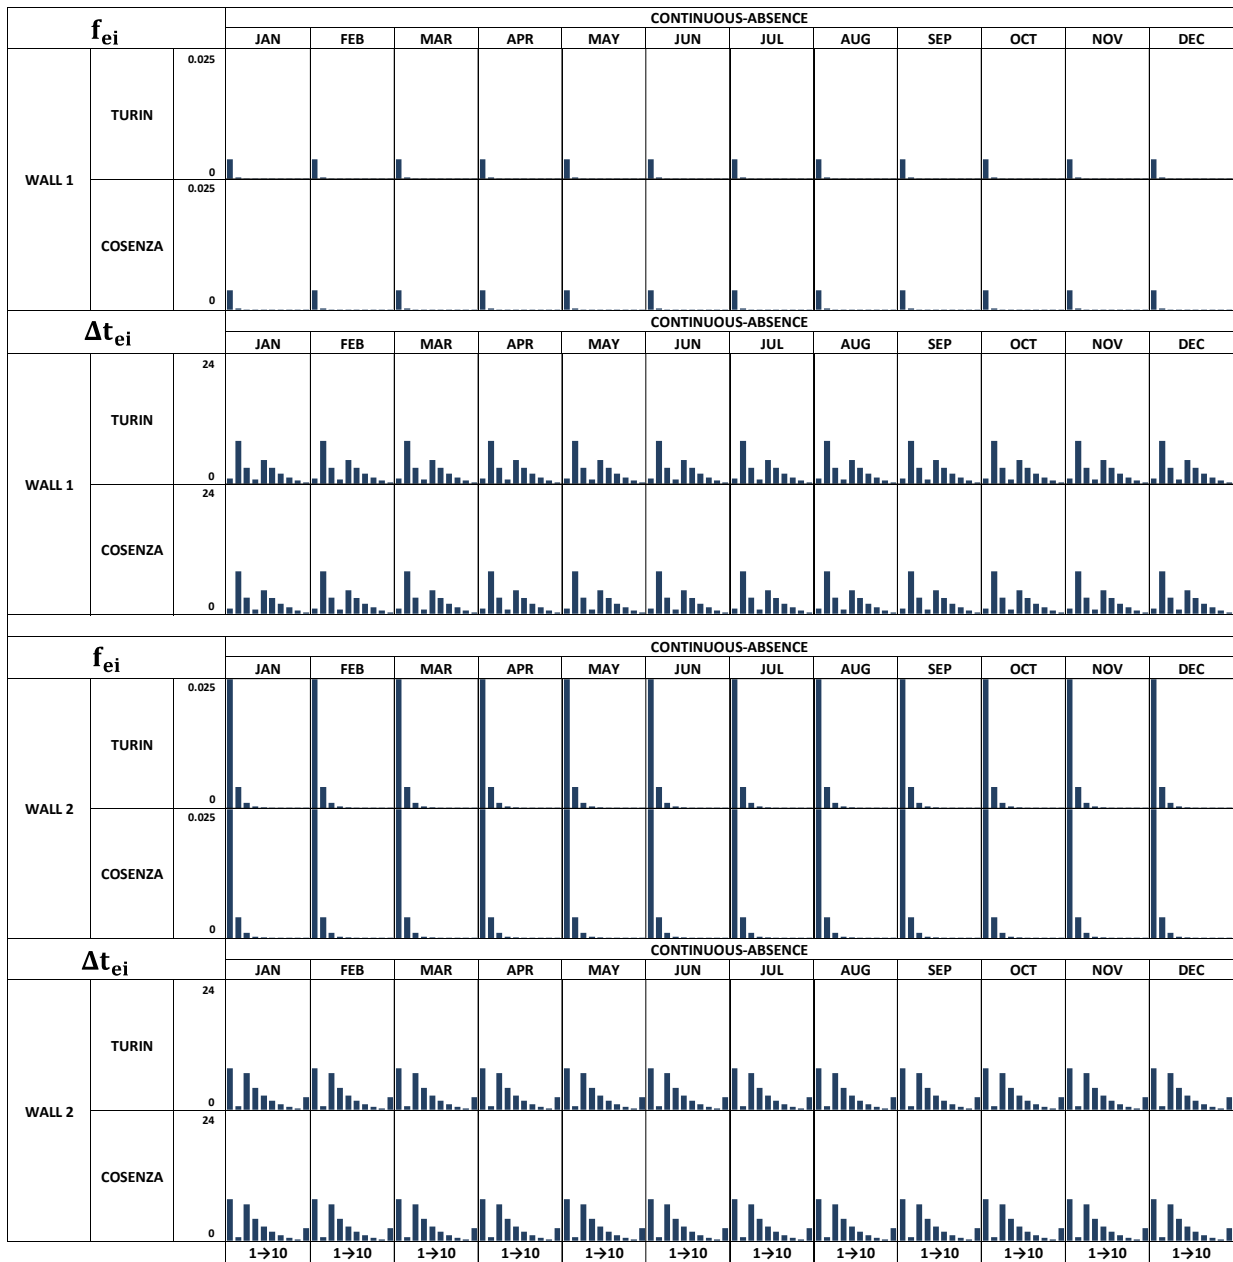 f_ei CONTINUOUS-ABSENCE
JAN FEB MAR APR MAY JUN JUL AUG SEP OCT NOV DEC
WALL 1 TURIN 0.025
0
COSENZA 0.025
0
Δt_ei CONTINUOUS-ABSENCE
JAN FEB MAR APR MAY JUN JUL AUG SEP OCT NOV DEC
WALL 1 TURIN 24
0
COSENZA 24
0
f_ei CONTINUOUS-ABSENCE
JAN FEB MAR APR MAY JUN JUL AUG SEP OCT NOV DEC
WALL 2 TURIN 0.025
0
COSENZA 0.025
0
Δt_ei CONTINUOUS-ABSENCE
JAN FEB MAR APR MAY JUN JUL AUG SEP OCT NOV DEC
WALL 2 TURIN 24
0
COSENZA 24
0
1→10 1→10 1→10 1→10 1→10 1→10 1→10 1→10 1→10 1→10 1→10 1→10